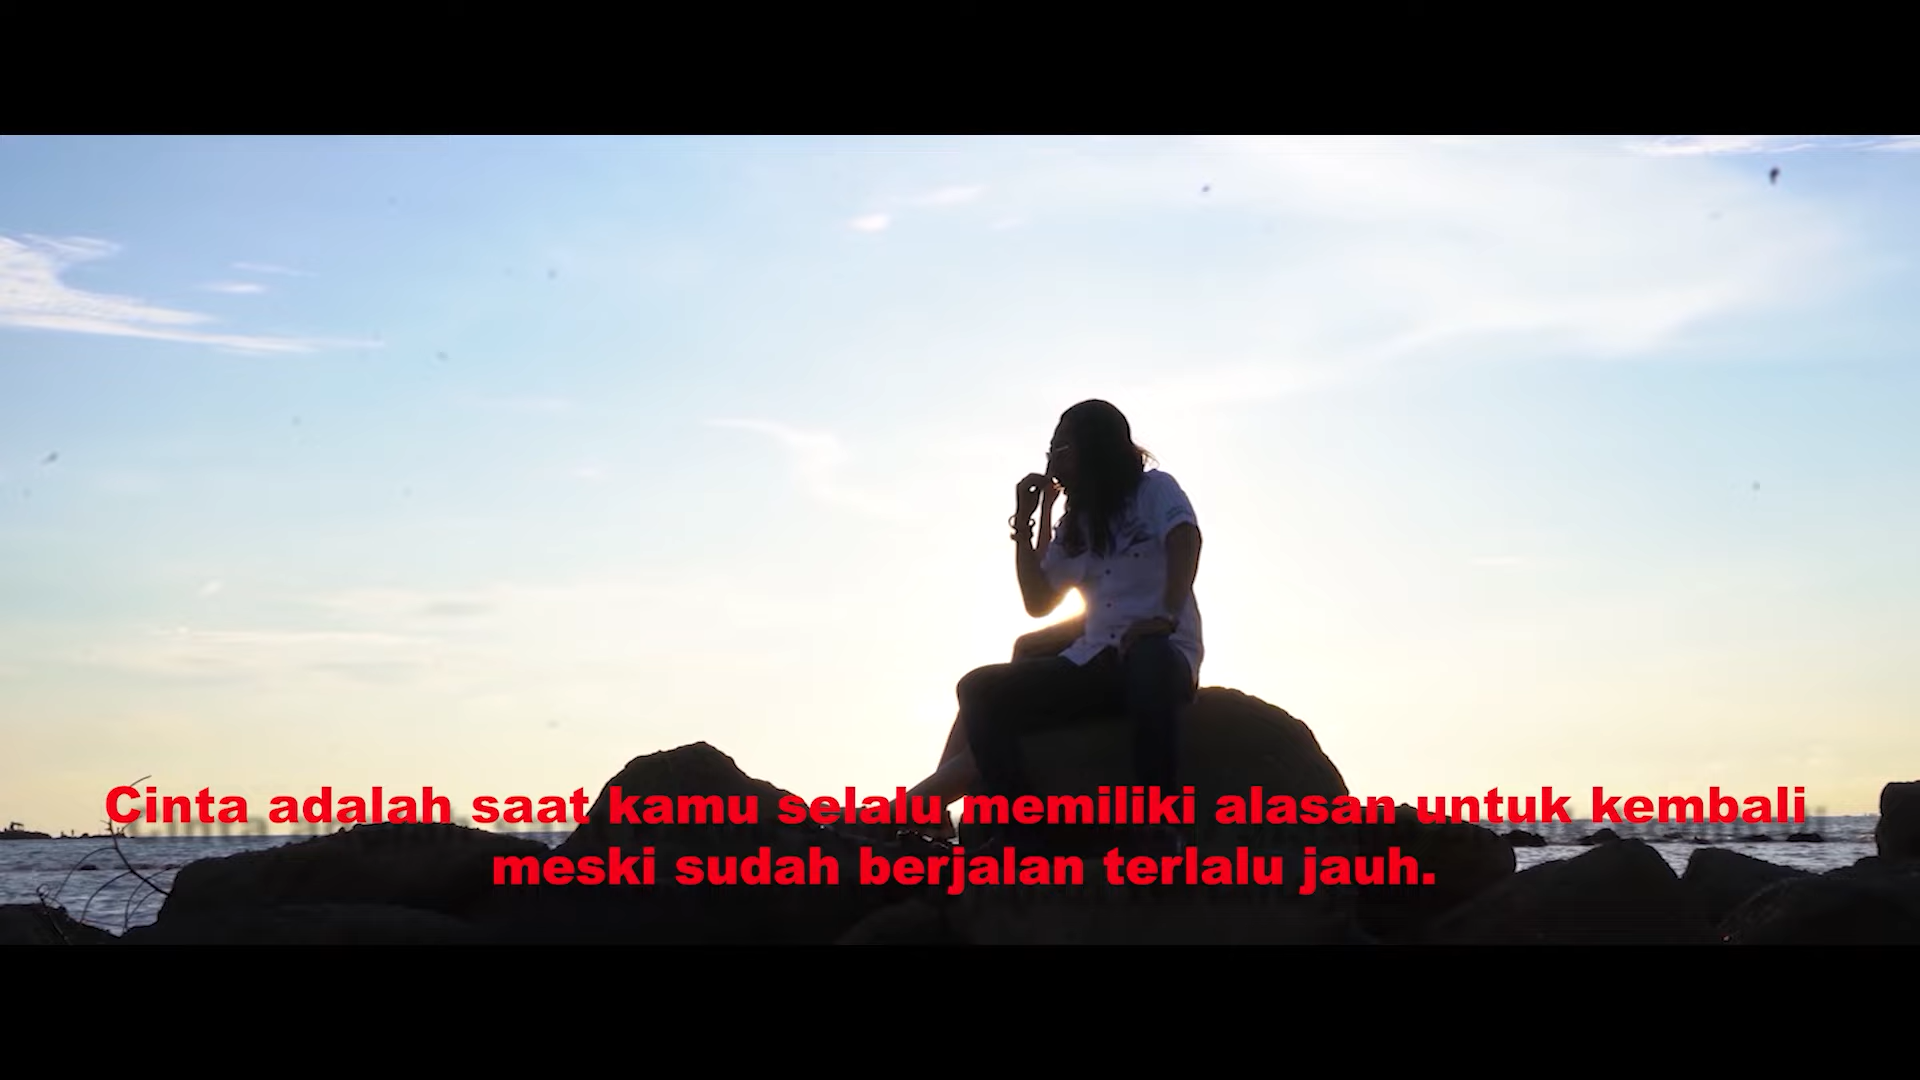 Cinta adalah saat kamu selalu memiliki alasan untuk kembali
meski sudah berjalan terlalu jauh.